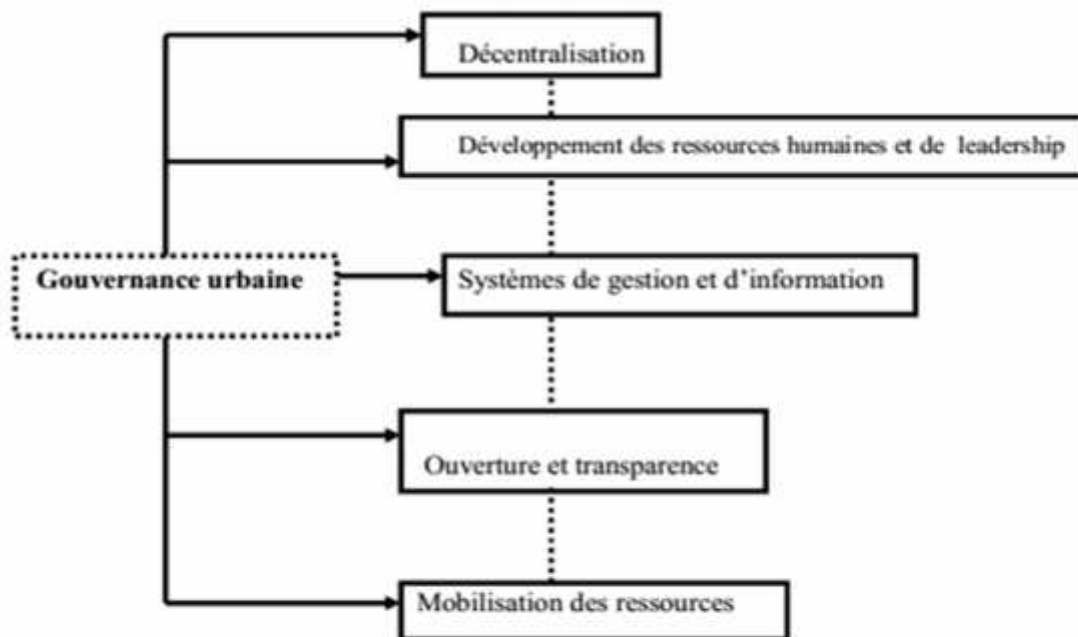 Décentralisation
Développement des ressources humaines et de leadership
Gouvernance urbaine
Systèmes de gestion et d'information
Ouverture et transparence
Mobilisation des ressources